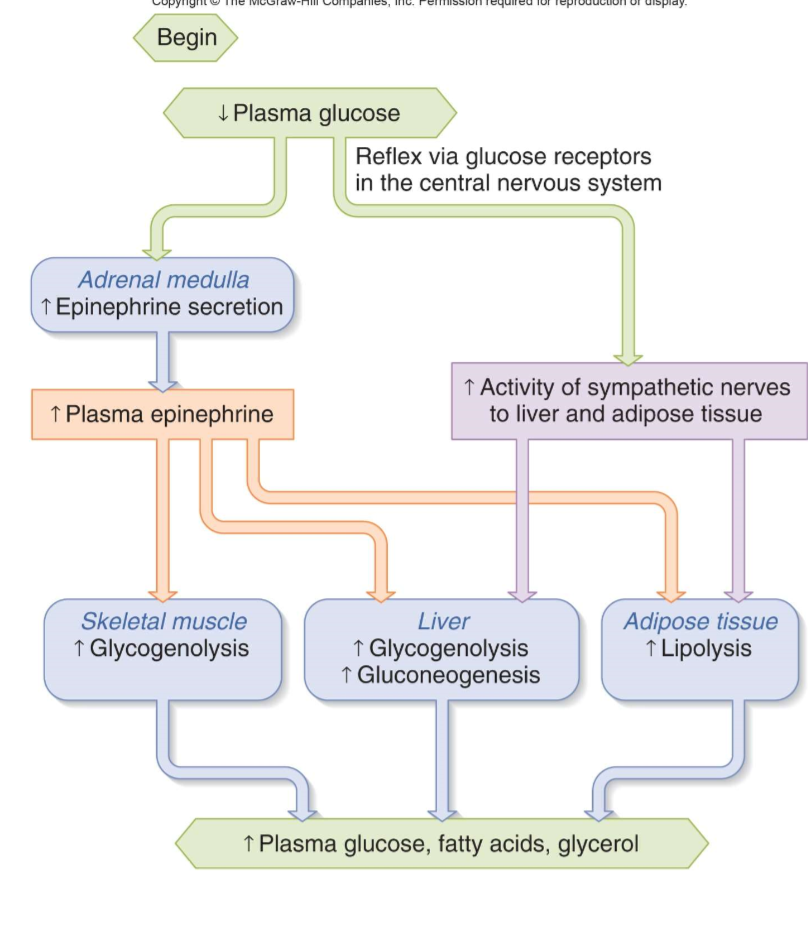 Copyright © The McGraw-Hill Companies, Inc. Permission required for reproduction or display.
Begin
↓ Plasma glucose
Reflex via glucose receptors
in the central nervous system
Adrenal medulla
↑ Epinephrine secretion
↑ Plasma epinephrine
↑ Activity of sympathetic nerves
to liver and adipose tissue
Skeletal muscle
↑ Glycogenolysis
Liver
↑ Glycogenolysis
↑ Gluconeogenesis
Adipose tissue
↑ Lipolysis
↑ Plasma glucose, fatty acids, glycerol